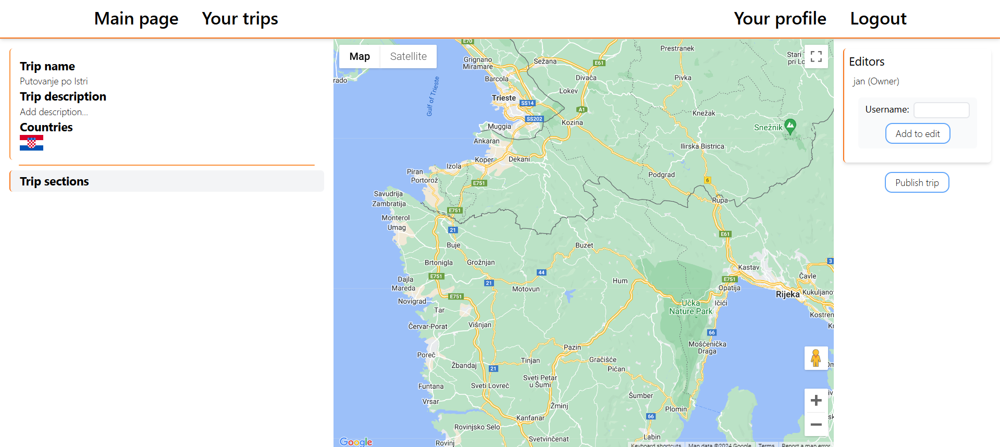 Main page
Your trips
Your profile
Logout
Trip name
Putovanje po Istri
Trip description
Add description...
Countries
Trip sections
Map
Satellite
E70
Grignano
Miramare
Sežana
E61
Prestranek
Stari
pri Lo
rado
Barcola
Divača
Pivka
Gulf of Trieste
Trieste
Lokev
SS14
A1
Knežak
SS202
Kozina
Muggia
Snežnik
Ankaran
Ilirska Bistrica
Koper
Dekani
Izola
Piran
Portorož
Podgrad
6
E751
Savudrija
Zambratija
Rupa
E751
Monterol
Umag
21
E61
Buje
Buzet
Brtonigla
Grožnjan
3
Kastav
44
E751
Čavle
Dajla
Mareda
21
Motovun
Hum
E751
Opatija
Rijeka
Kukuljano
E751
Novigrad
Učka
Nature Park
Ičići
Tar
Kostren
Červar-Porat
Višnjan
Kr
66
Mošćenička
Draga
Pazin
Poreč
Tinjan
Gračišće
Žbandaj
21
Pićan
Om
Sveti Petar
u Šumi
Funtana
Sveti Lovreč
Šumber
Vrsar
Žminj
Plomin
Kanfanar
66
Rovinjsko Selo
Labin
Svetvinčenat
Rovinj
Google
Keyboard shortcuts
Map data ©2024 Google
Terms
Report a map error
Editors
jan (Owner)
Username:
Add to edit
Publish trip